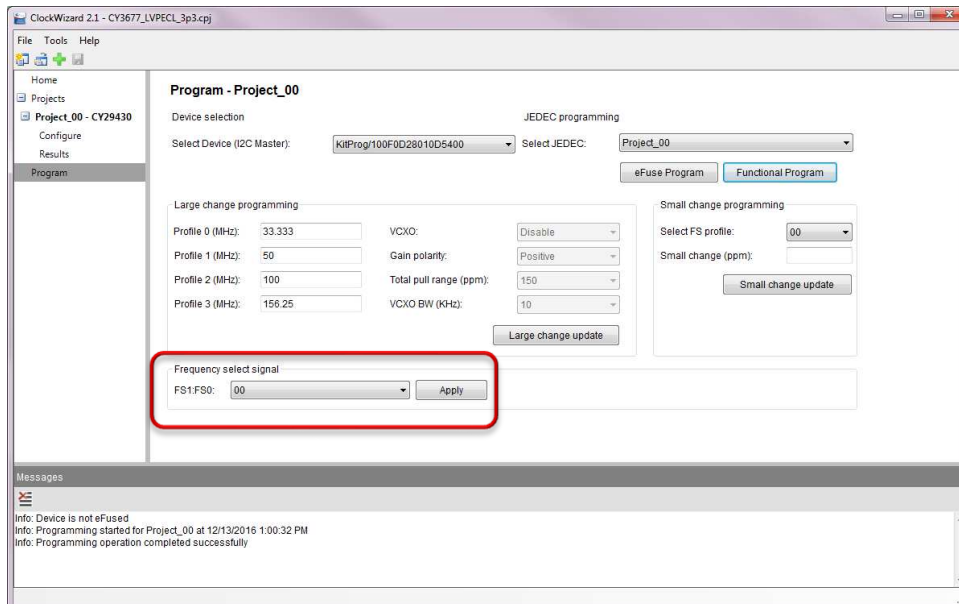 ClockWizard 2.1 - CY3677_LVPECL_3p3.cpj
File Tools Help
Home
Projects
Project_00 - CY29430
Configure
Results
Program
Program - Project_00
Device selection
Select Device (I2C Master): KitProg/100F0D28010D5400
JEDEC programming
Select JEDEC: Project_00
eFuse Program Functional Program
Large change programming
Profile 0 (MHz): 33.333 VCXO: Disable
Profile 1 (MHz): 50 Gain polarity: Positive
Profile 2 (MHz): 100 Total pull range (ppm): 150
Profile 3 (MHz): 156.25 VCXO BW (KHz): 10
Large change update
Small change programming
Select FS profile: 00
Small change (ppm):
Small change update
Frequency select signal
FS1:FS0: 00 Apply
Messages
Info: Device is not eFused
Info: Programming started for Project_00 at 12/13/2016 1:00:32 PM
Info: Programming operation completed successfully